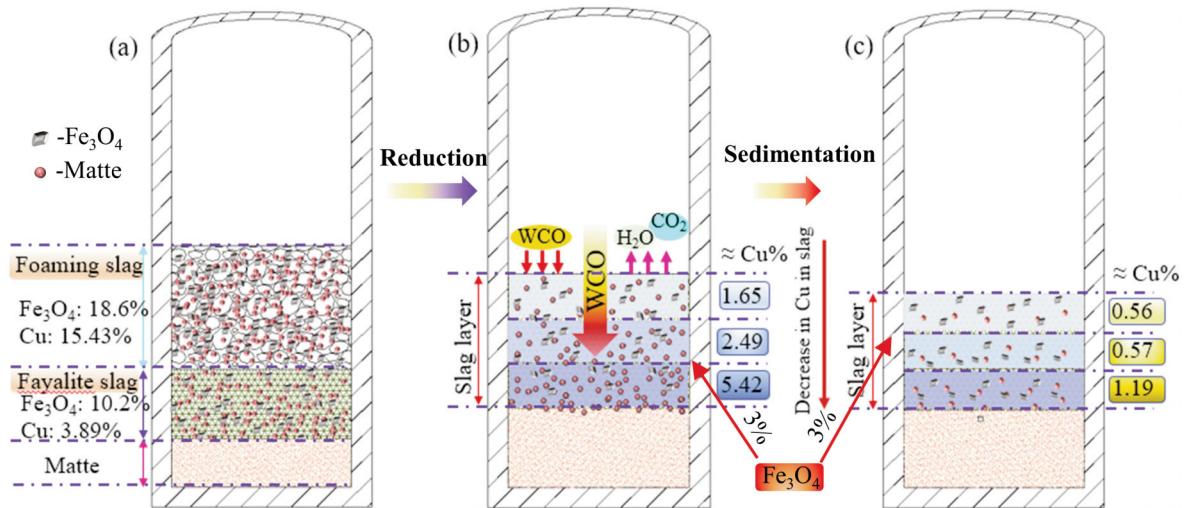 (a)
-Fe₃O₄
-Matte
Foaming slag
Fe₃O₄: 18.6%
Cu: 15.43%
Fayalite slag
Fe₃O₄: 10.2%
Cu: 3.89%
Matte
Reduction
(b)
WCO
H₂O
CO₂
WCO
Slag layer
≈ Cu%
1.65
2.49
5.42
Sedimentation
Decrease in Cu in slag
3%
3%
Fe₃O₄
(c)
Slag layer
≈ Cu%
0.56
0.57
1.19